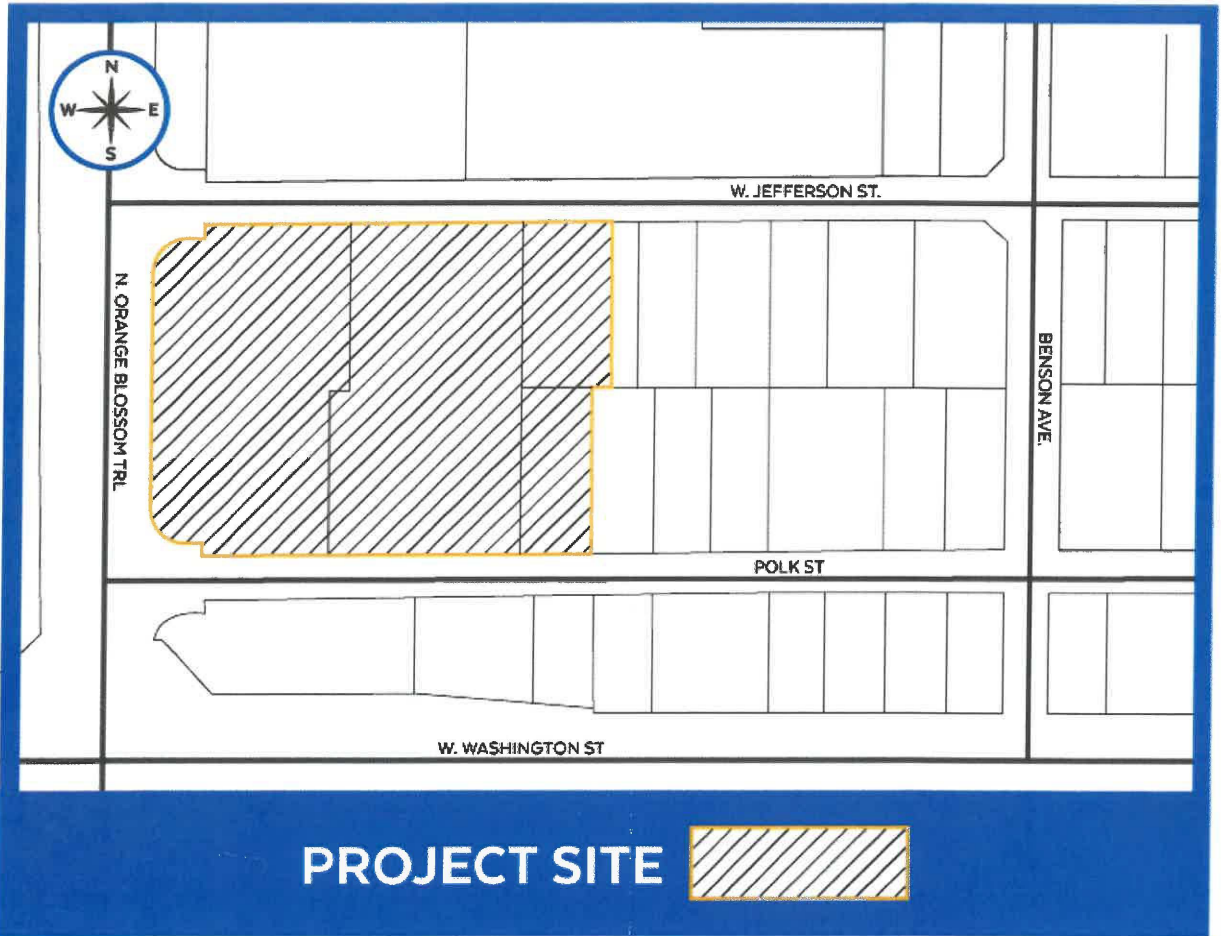 N
W E
S
W. JEFFERSON ST.
N. ORANGE BLOSSOM TRL
BENSON AVE.
POLK ST
W. WASHINGTON ST
PROJECT SITE